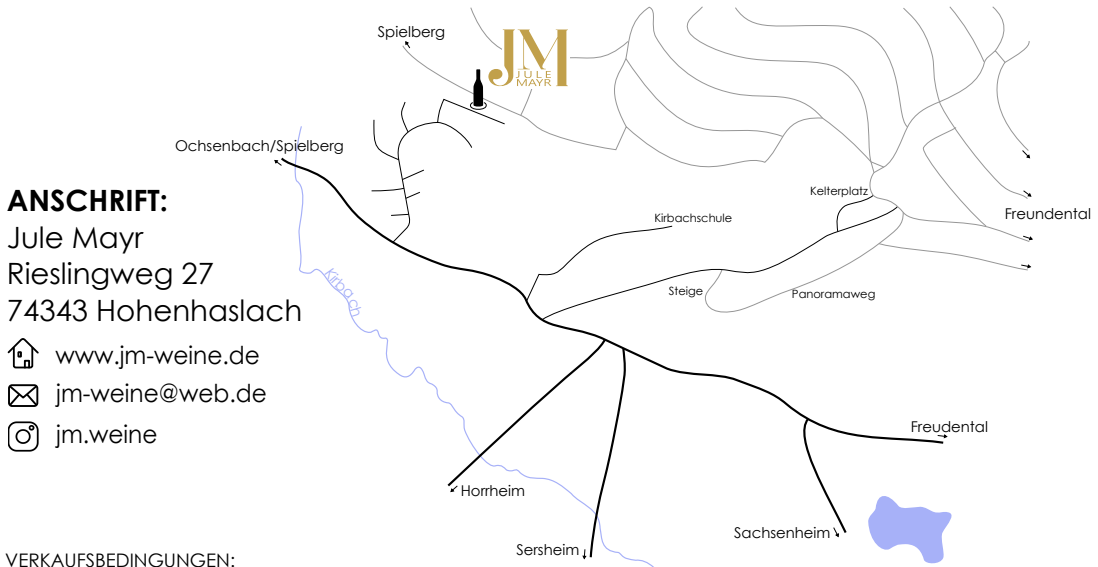 Spielberg
JM
JULE
MAYR
Ochsenbach/Spielberg
ANSCHRIFT:
Jule Mayr
Rieslingweg 27
74343 Hohenhaslach
www.jm-weine.de
jm-weine@web.de
jm.weine
Kelterplatz
Kirbachschule
Freundental
Kirbach
Steige
Panoramaweg
Freudental
Horrheim
Sachsenheim
Sersheim
VERKAUFSBEDINGUNGEN: